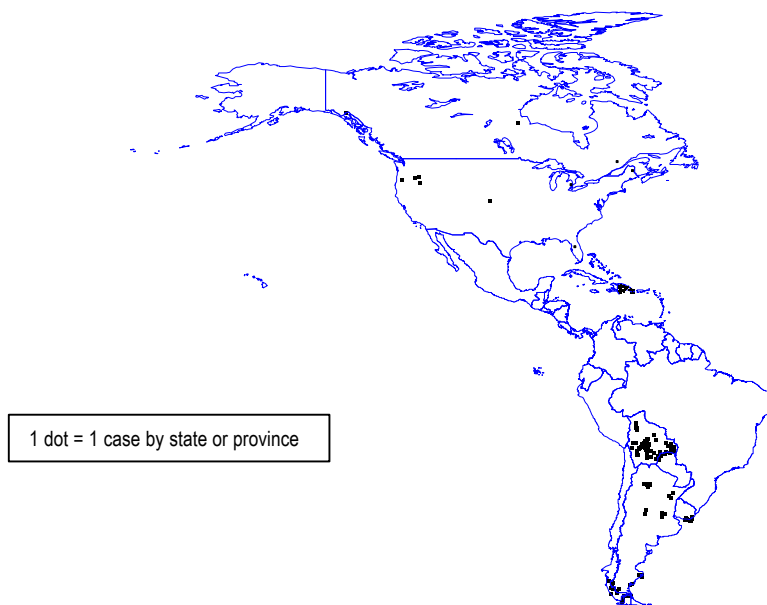 1 dot = 1 case by state or province